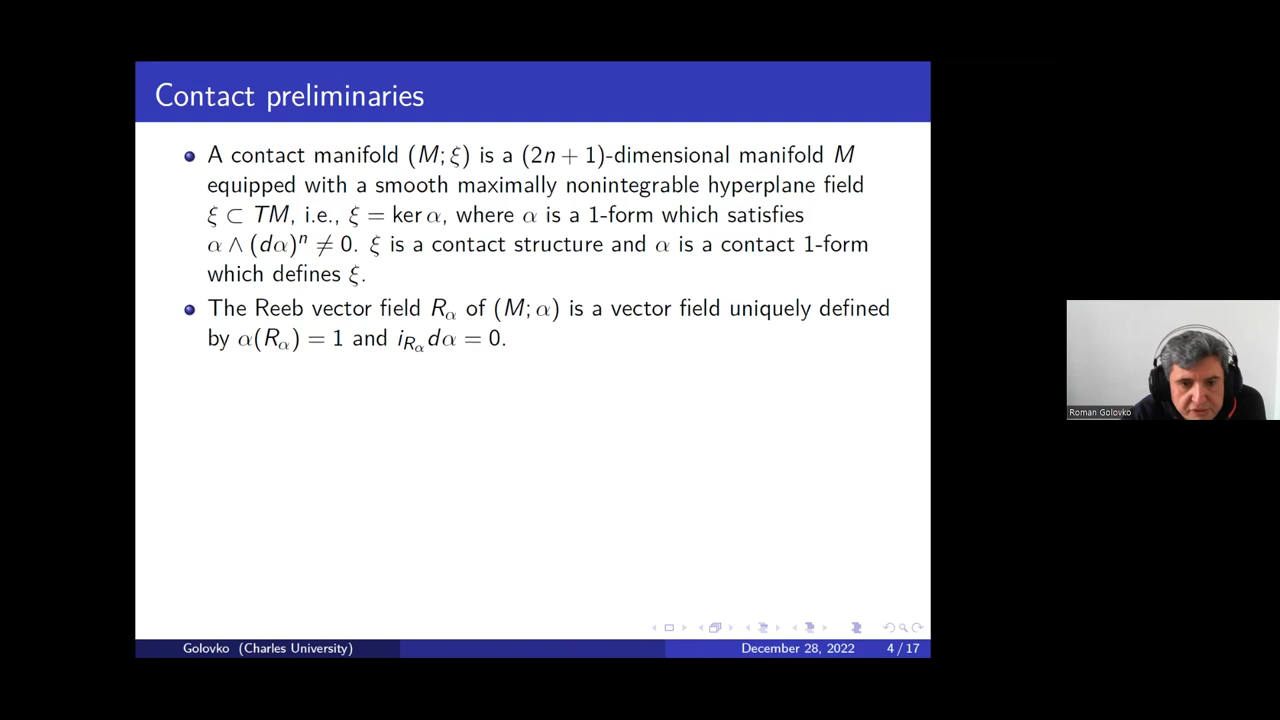 Contact preliminaries
A contact manifold (M; ξ) is a (2n + 1)-dimensional manifold M
equipped with a smooth maximally nonintegrable hyperplane field
ξ ⊂ TM, i.e., ξ = ker α, where α is a 1-form which satisfies
α ∧ (dα)ⁿ ≠ 0. ξ is a contact structure and α is a contact 1-form
which defines ξ.
The Reeb vector field R_α of (M; α) is a vector field uniquely defined
by α(R_α) = 1 and i_{R_α} dα = 0.
Roman Golovko
Golovko (Charles University)
December 28, 2022
4 / 17